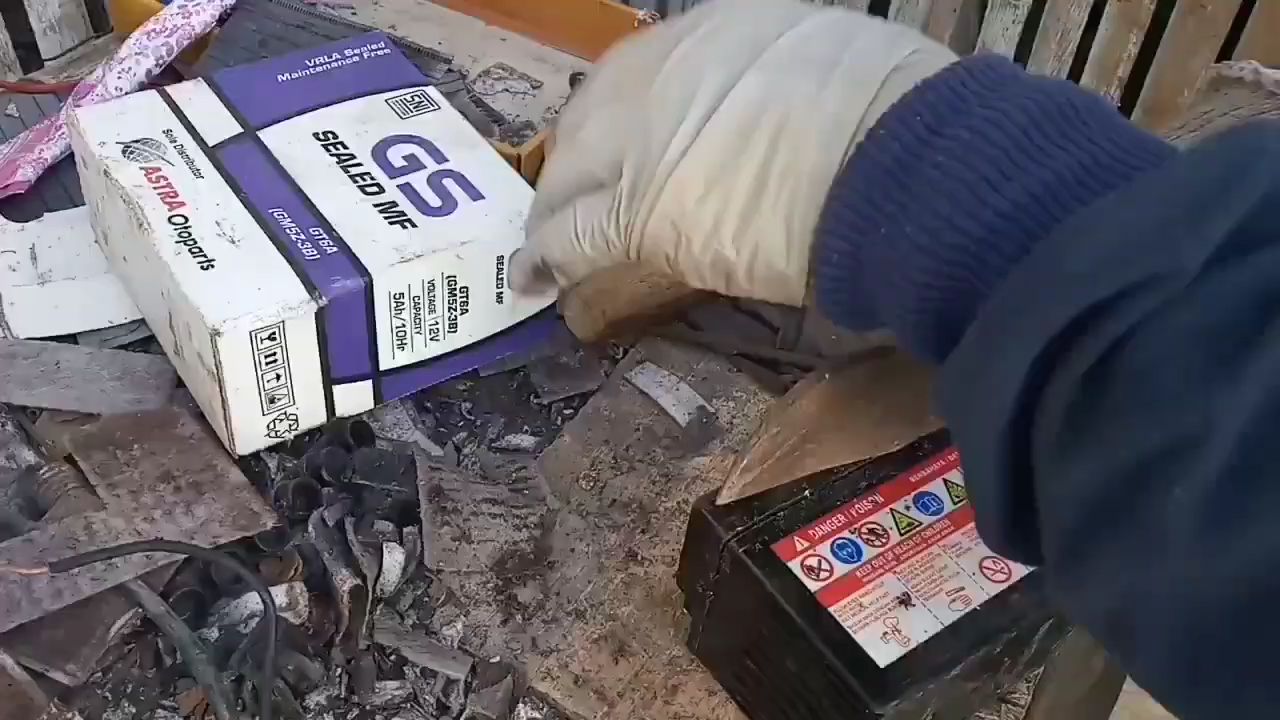 VRLA Sealed
Maintenance Free
SNI
GS
SEALED MF
Sole Distributor
ASTRA Otoparts
GT6A
(GM5Z-3B)
SEALED MF
GT6A
(GM5Z-3B)
VOLTAGE 12V
CAPACITY
5Ah/10Hr
DANGER / POISON
KEEP OUT OF REACH OF CHILDREN